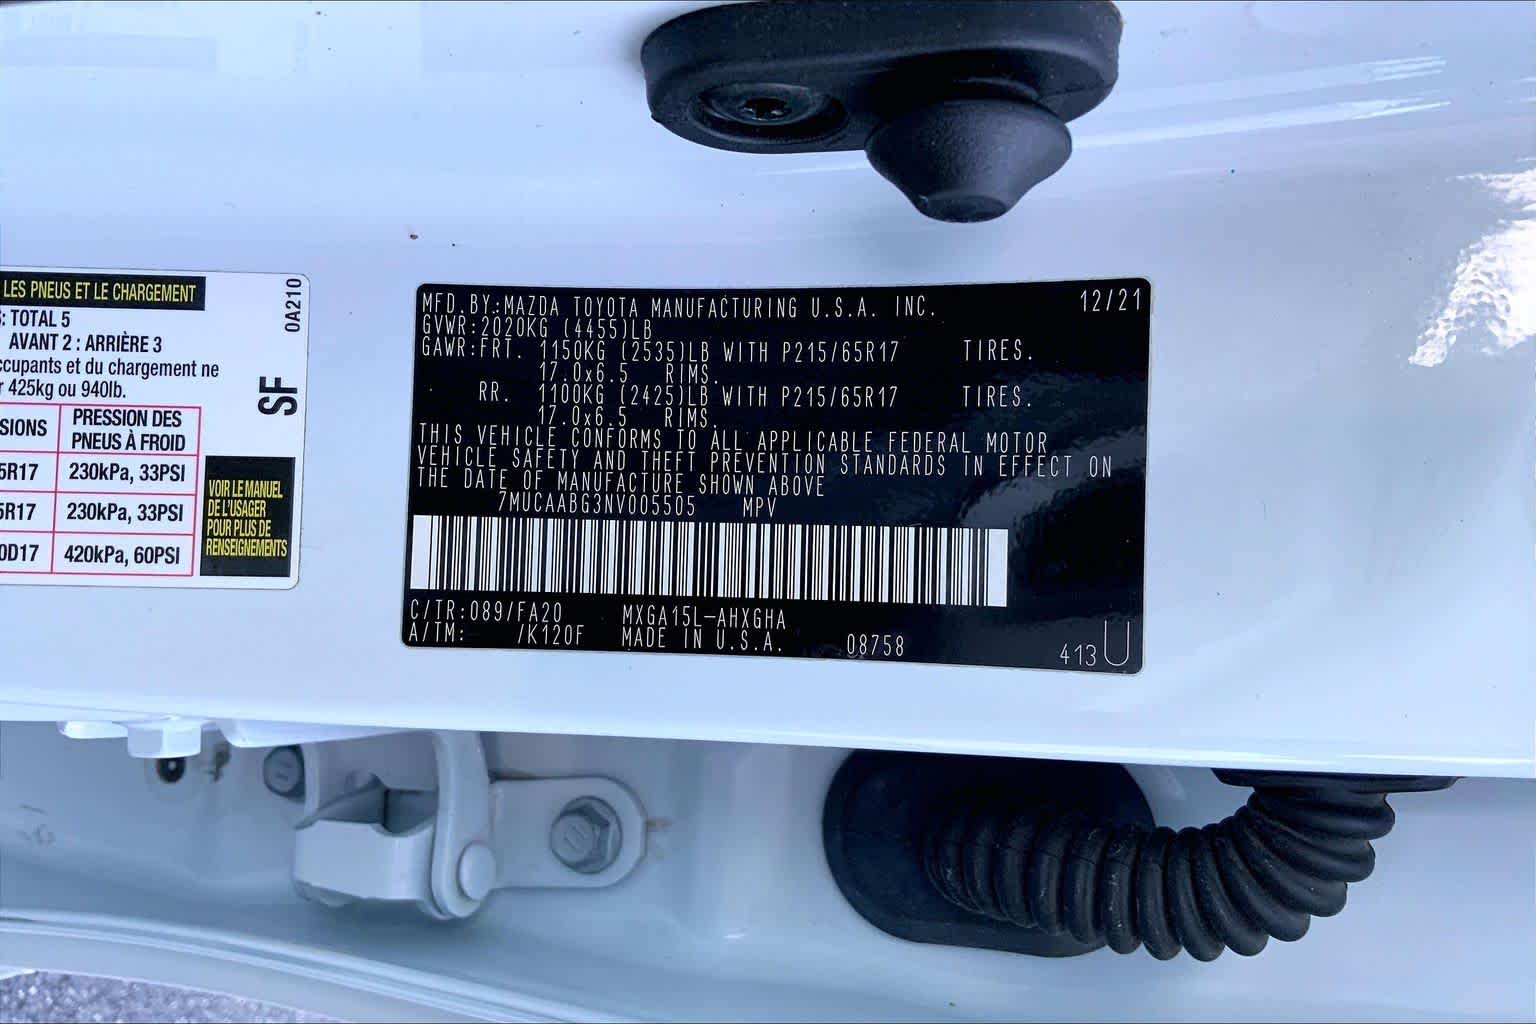 LES PNEUS ET LE CHARGEMENT
0A210
: TOTAL 5
AVANT 2 : ARRIÈRE 3
ccupants et du chargement ne
r 425kg ou 940lb.
SF
SIONS PRESSION DES PNEUS À FROID
5R17 230kPa, 33PSI
5R17 230kPa, 33PSI
0D17 420kPa, 60PSI
VOIR LE MANUEL
DE L'USAGER
POUR PLUS DE
RENSEIGNEMENTS
MFD.BY:MAZDA TOYOTA MANUFACTURING U.S.A. INC. 12/21
GVWR:2020KG (4455)LB
GAWR:FRT. 1150KG (2535)LB WITH P215/65R17 TIRES.
17.0x6.5 RIMS.
RR. 1100KG (2425)LB WITH P215/65R17 TIRES.
17.0x6.5 RIMS.
THIS VEHICLE CONFORMS TO ALL APPLICABLE FEDERAL MOTOR
VEHICLE SAFETY AND THEFT PREVENTION STANDARDS IN EFFECT ON
THE DATE OF MANUFACTURE SHOWN ABOVE
7MUCAABG3NV005505 MPV
C/TR:089/FA20 MXGA15L-AHXGHA
A/TM: /K120F MADE IN U.S.A. 08758 413U